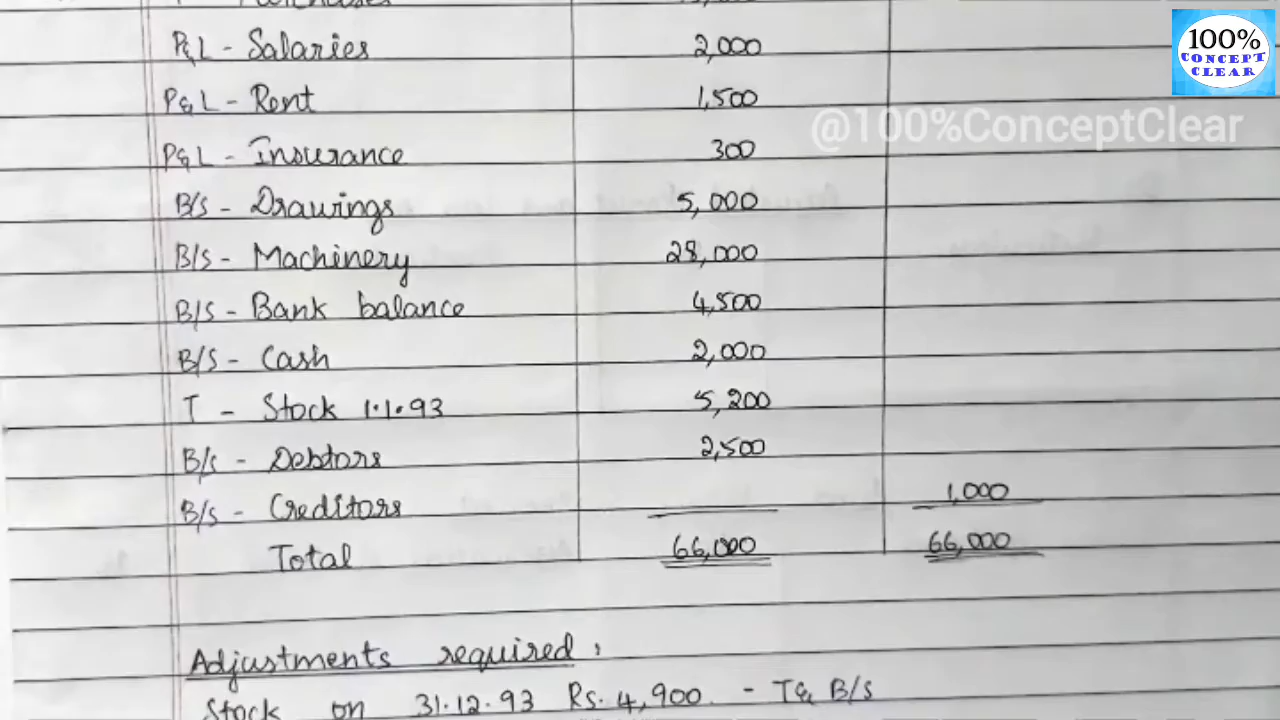 100%
CONCEPT
CLEAR
P&L - Salaries 2,000
P&L - Rent 1,500
@100%ConceptClear
P&L - Insurance 300
B/S - Drawings 5,000
B/S - Machinery 28,000
B/S - Bank balance 4,500
B/S - Cash 2,000
T - Stock 1.1.93 5,200
B/S - Debtors 2,500
B/S - Creditors 1,000
Total 66,000 66,000
Adjustments required :
Stock on 31.12.93 Rs. 4,900. - T& B/S